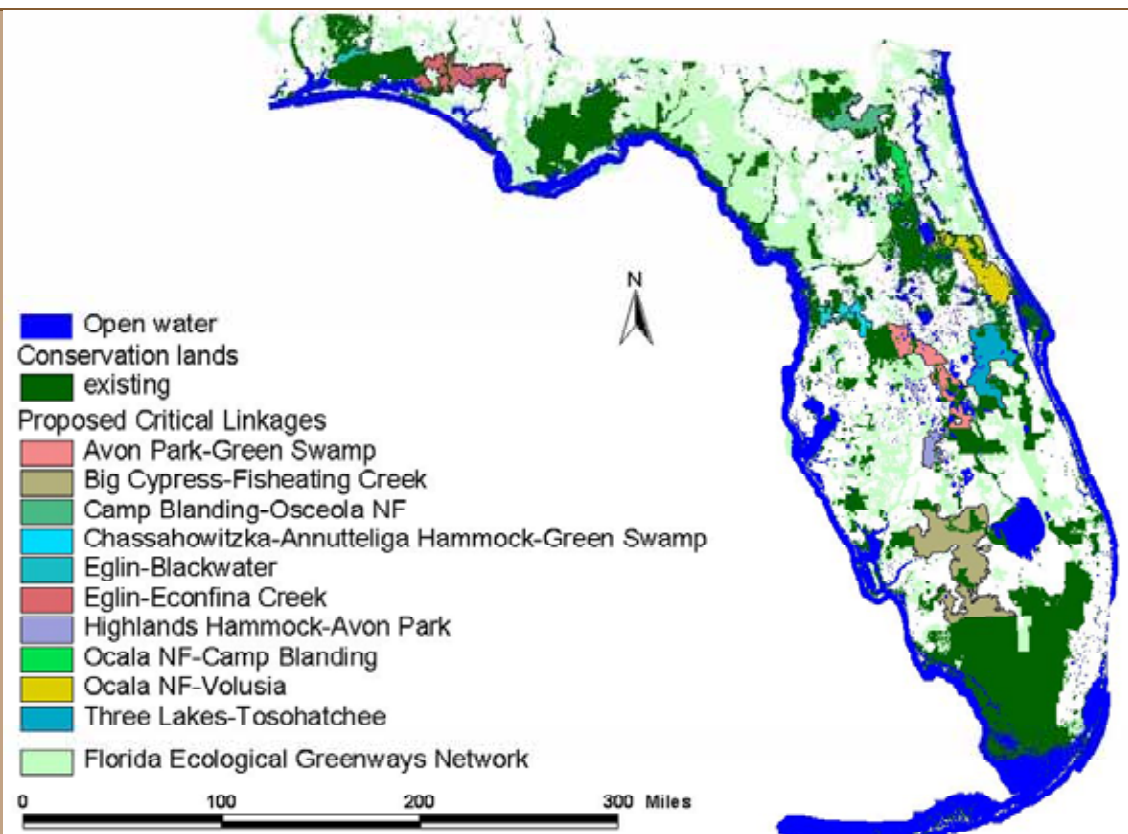 N
Open water
Conservation lands
existing
Proposed Critical Linkages
Avon Park-Green Swamp
Big Cypress-Fisheating Creek
Camp Blanding-Osceola NF
Chassahowitzka-Annutteliga Hammock-Green Swamp
Eglin-Blackwater
Eglin-Econfina Creek
Highlands Hammock-Avon Park
Ocala NF-Camp Blanding
Ocala NF-Volusia
Three Lakes-Tosohatchee
Florida Ecological Greenways Network
0 100 200 300 Miles